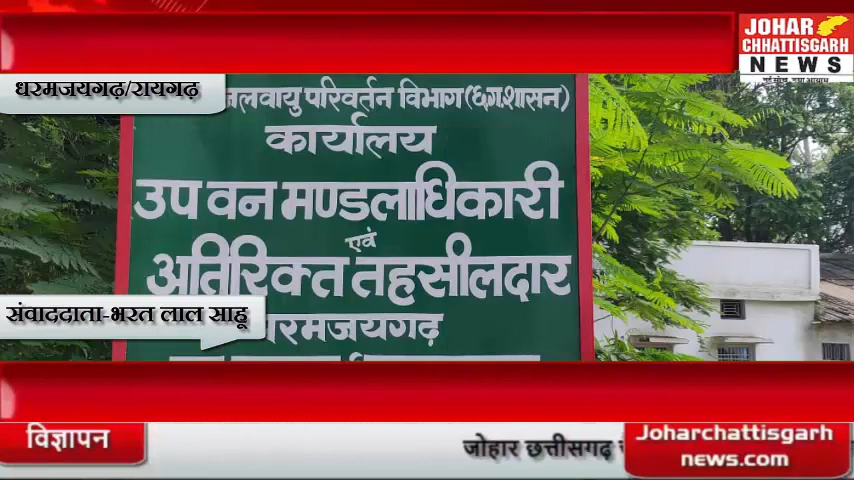 JOHAR
CHHATTISGARH
NEWS
धरमजयगढ़/रायगढ़
जलवायु परिवर्तन विभाग (छ.ग.शासन)
कार्यालय
उप वन मण्डलाधिकारी
एवं
अतिरिक्त तहसीलदार
धरमजयगढ़
संवाददाता-भरत लाल साहू
विज्ञापन
जोहार छत्तीसगढ़
Joharchattisgarh
news.com